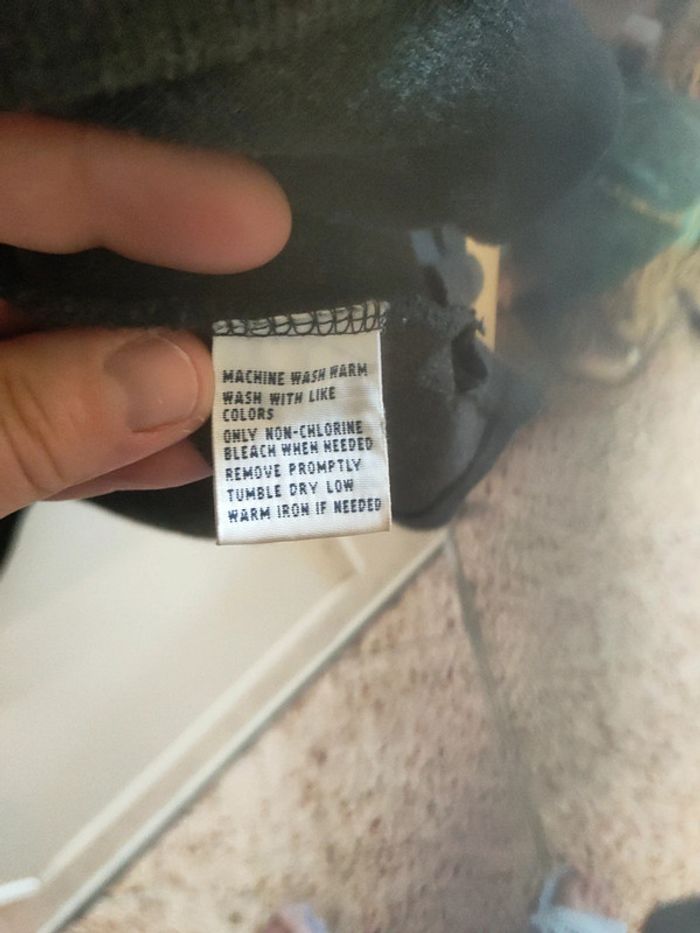 MACHINE WASH WARM
WASH WITH LIKE
COLORS
ONLY NON-CHLORINE
BLEACH WHEN NEEDED
REMOVE PROMPTLY
TUMBLE DRY LOW
WARM IRON IF NEEDED